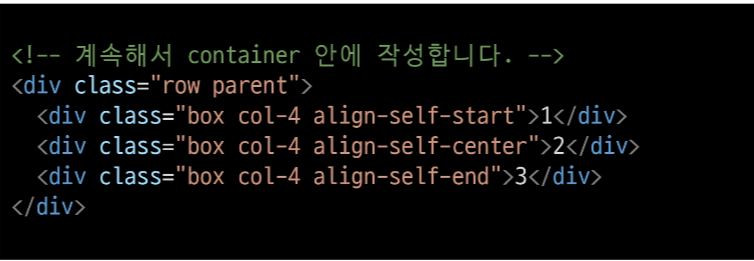 <!-- 계속해서 container 안에 작성합니다. -->
<div class="row parent">
  <div class="box col-4 align-self-start">1</div>
  <div class="box col-4 align-self-center">2</div>
  <div class="box col-4 align-self-end">3</div>
</div>